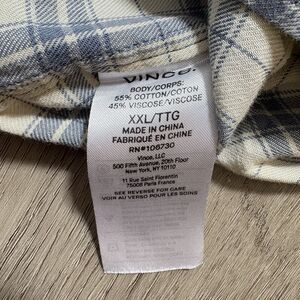 VINCE.
BODY/CORPS:
55% COTTON/COTON
45% VISCOSE/VISCOSE
XXL/TTG
MADE IN CHINA
FABRIQUÉ EN CHINE
RN#106730
Vince, LLC
500 Fifth Avenue, 20th Floor
New York, NY 10110
11 Rue Saint Florentin
75008 Paris France
SEE REVERSE FOR CARE
VOIR AU VERSO POUR LES SOINS